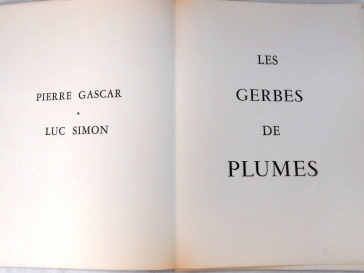 PIERRE GASCAR
•
LUC SIMON
LES
GERBES
DE
PLUMES